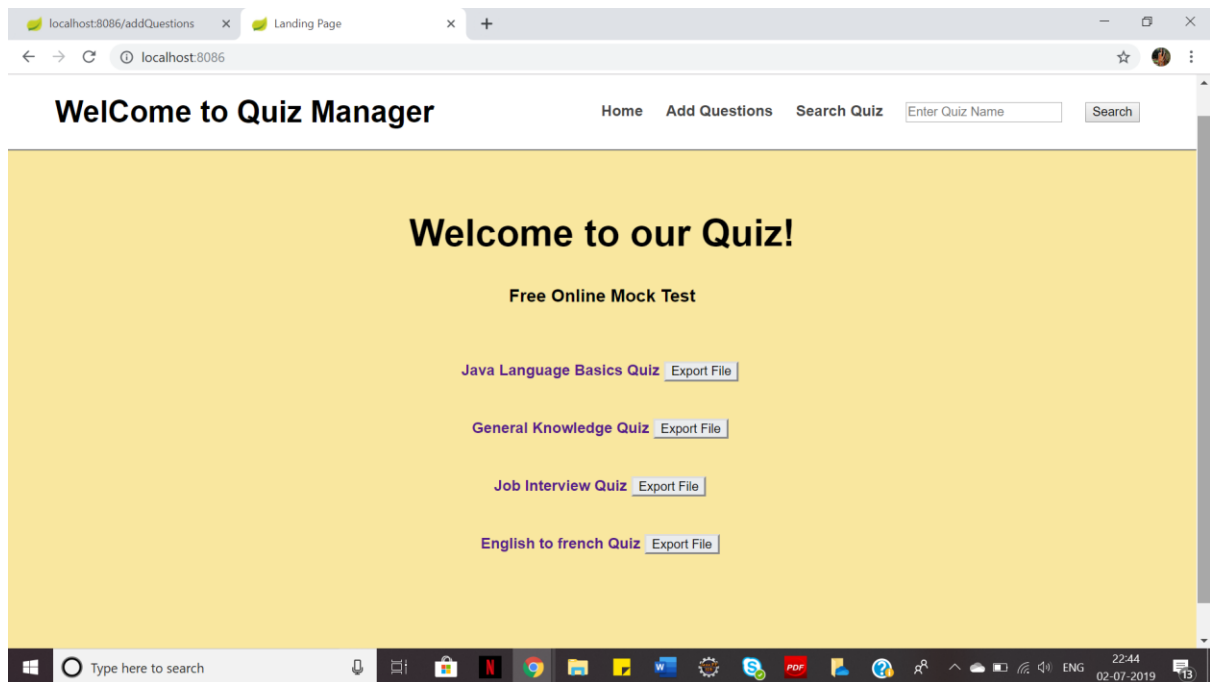 localhost:8086/addQuestions
Landing Page
localhost:8086
WelCome to Quiz Manager Home Add Questions Search Quiz Enter Quiz Name Search
Welcome to our Quiz!
Free Online Mock Test
Java Language Basics Quiz Export File
General Knowledge Quiz Export File
Job Interview Quiz Export File
English to french Quiz Export File
Type here to search
N
W
S
PDF
?
ENG
22:44
02-07-2019
13